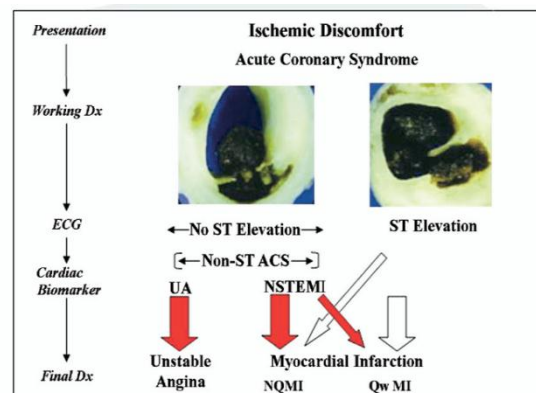 Presentation
Ischemic Discomfort
Acute Coronary Syndrome
Working Dx
ECG
No ST Elevation
ST Elevation
Non-ST ACS
Cardiac
Biomarker
UA
NSTEMI
Unstable
Angina
Myocardial Infarction
Final Dx
NQMI
Qw MI